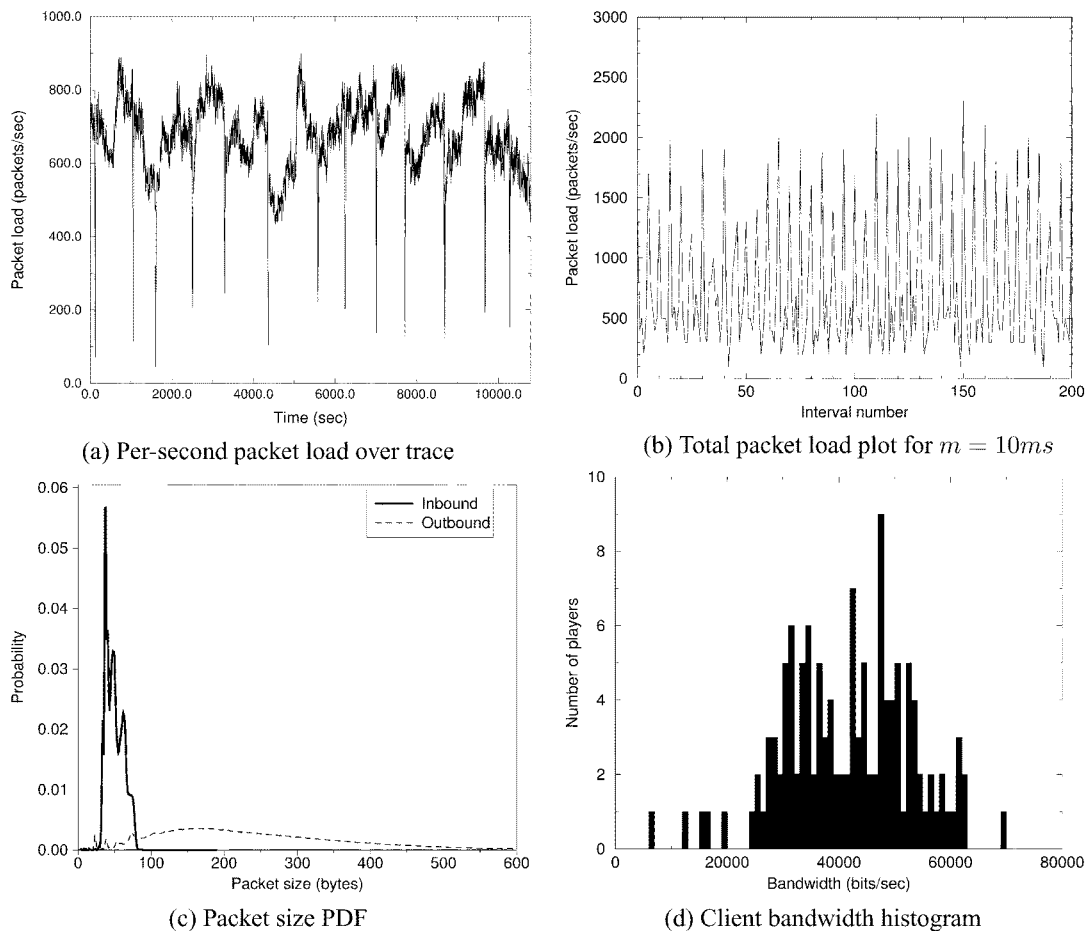 1000.0
800.0
600.0
400.0
200.0
0.0
Packet load (packets/sec)
0.0 2000.0 4000.0 6000.0 8000.0 10000.0
Time (sec)
(a) Per-second packet load over trace
3000
2500
2000
1500
1000
500
0
Packet load (packets/sec)
0 50 100 150 200
Interval number
(b) Total packet load plot for m = 10ms
0.06
0.05
0.04
0.03
0.02
0.01
0.00
Probability
Inbound
Outbound
0 100 200 300 400 500 600
Packet size (bytes)
(c) Packet size PDF
10
8
6
4
2
0
Number of players
0 20000 40000 60000 80000
Bandwidth (bits/sec)
(d) Client bandwidth histogram